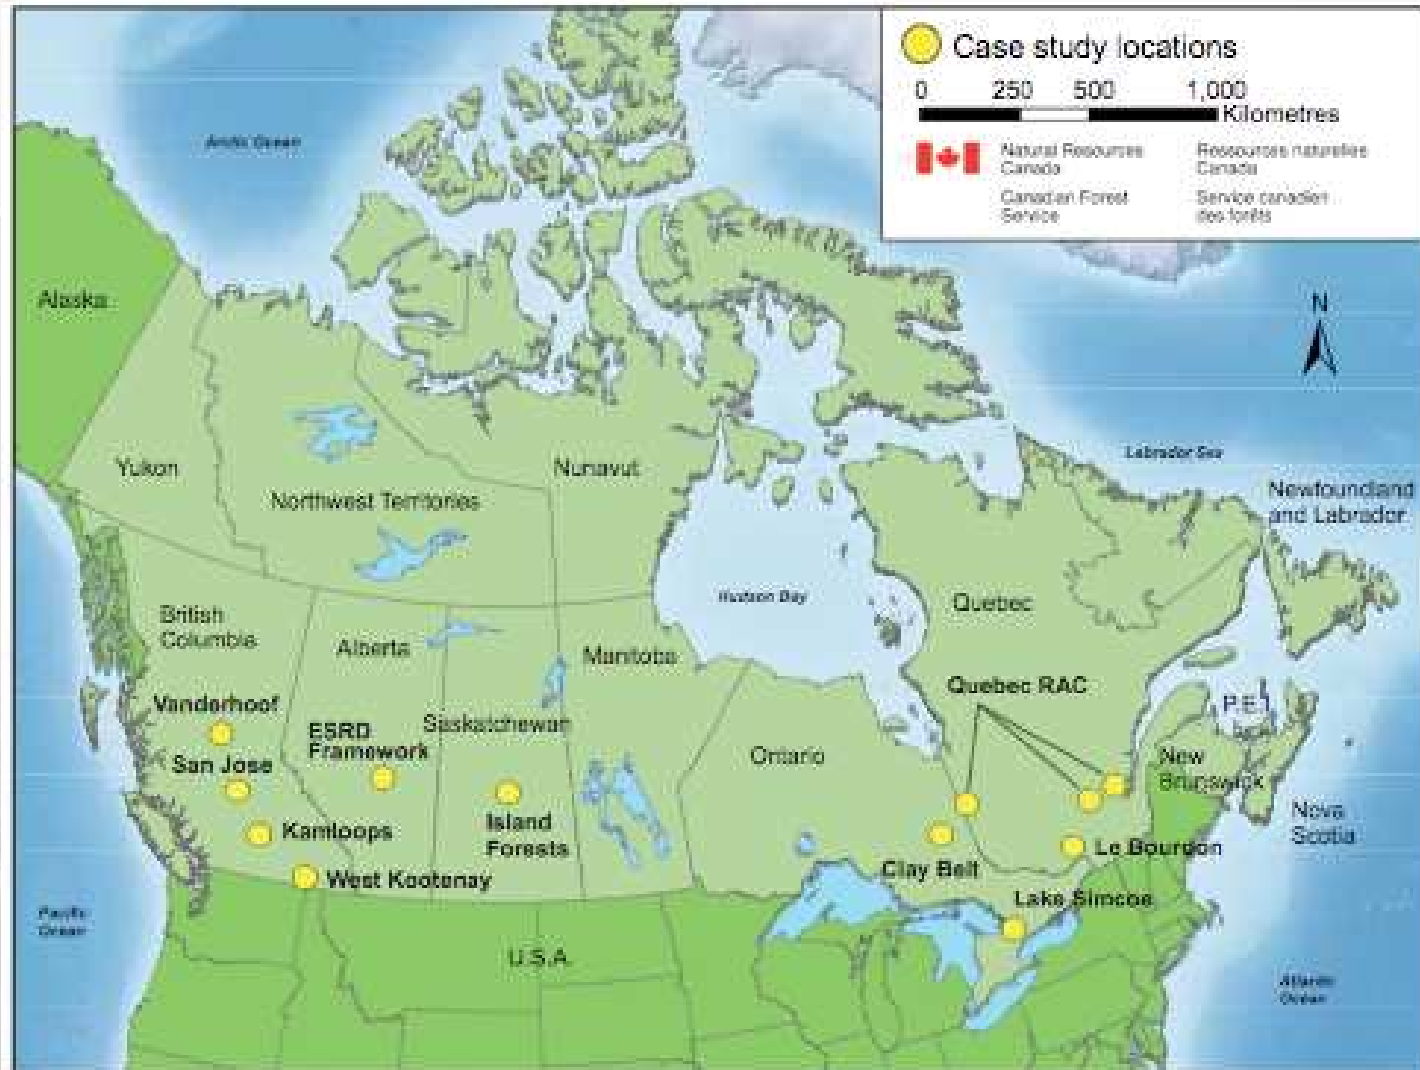 Case study locations
0 250 500 1,000
Kilometres
Natural Resources
Canada
Ressources naturelles
Canada
Canadian Forest
Service
Service canadien
des forêts
Arctic Ocean
Alaska
N
Yukon
Northwest Territories
Nunavut
Labrador Sea
Newfoundland
and Labrador
British
Columbia
Alberta
Manitoba
Hudson Bay
Quebec
Vanderhoof
ESRD
Framework
Saskatchewan
Quebec RAC
P.E.I.
San Jose
Ontario
New
Brunswick
Kamloops
Island
Forests
Nova
Scotia
West Kootenay
Clay Belt
Le Bourdon
Lake Simcoe
Pacific
Ocean
U.S.A.
Atlantic
Ocean